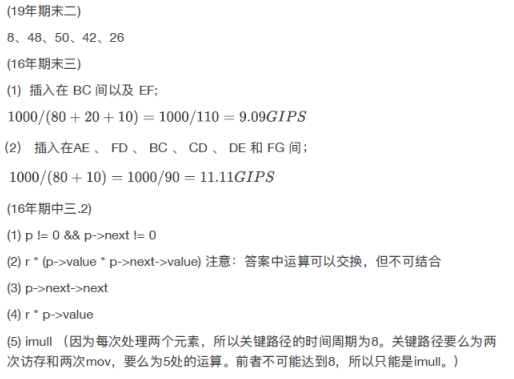 (19年期末二)
8、48、50、42、26
(16年期末三)
(1) 插入在 BC 间以及 EF;
1000/(80 + 20 + 10) = 1000/110 = 9.09GIPS
(2) 插入在AE 、 FD 、 BC 、 CD 、 DE 和 FG 间；
1000/(80 + 10) = 1000/90 = 11.11GIPS
(16年期中三.2)
(1) p != 0 && p->next != 0
(2) r * (p->value * p->next->value) 注意：答案中运算可以交换，但不可结合
(3) p->next->next
(4) r * p->value
(5) imull （因为每次处理两个元素，所以关键路径的时间周期为8。关键路径要么为两
次访存和两次mov，要么为5处的运算。前者不可能达到8，所以只能是imull。）